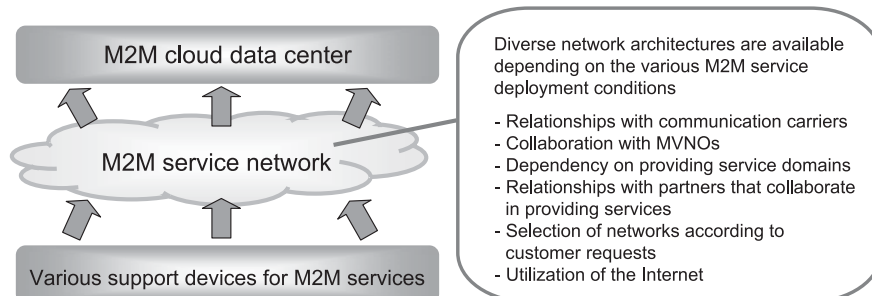 M2M cloud data center
M2M service network
Various support devices for M2M services
Diverse network architectures are available
depending on the various M2M service
deployment conditions
- Relationships with communication carriers
- Collaboration with MVNOs
- Dependency on providing service domains
- Relationships with partners that collaborate
in providing services
- Selection of networks according to
customer requests
- Utilization of the Internet